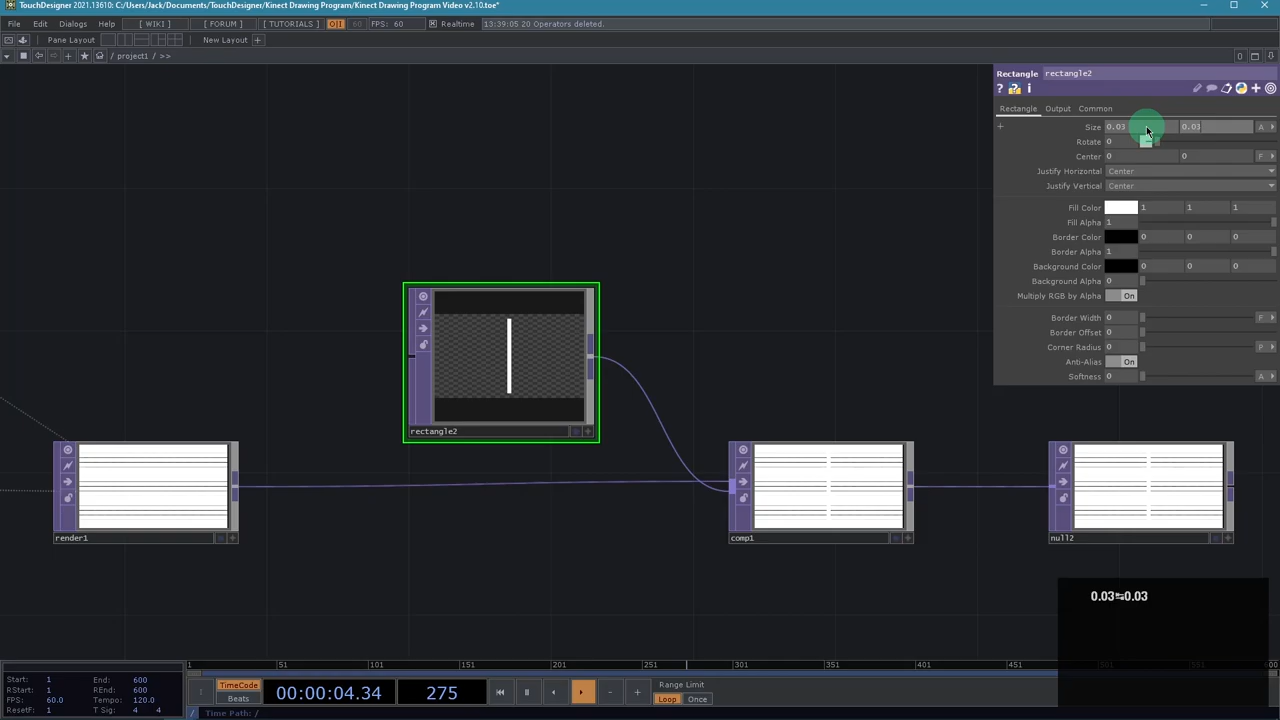 TouchDesigner 2021.13610: C:/Users/Jack/Documents/TouchDesigner/Kinect Drawing Program/Kinect Drawing Program Video v2.10.toe*
File Edit Dialogs Help [ WIKI ] [ FORUM ] [ TUTORIALS ] O|I 60 FPS: 60 Realtime 13:39:05 20 Operators deleted.
Pane Layout New Layout +
/ project1 / >>
Rectangle rectangle2
Rectangle Output Common
Size 0.03 0.03 A
Rotate 0
Center 0 0 F
Justify Horizontal Center
Justify Vertical Center
Fill Color 1 1 1
Fill Alpha 1
Border Color 0 0 0
Border Alpha 1
Background Color 0 0 0
Background Alpha 0
Multiply RGB by Alpha On
Border Width 0 F
Border Offset 0
Corner Radius 0 P
Anti-Alias On
Softness 0 A
rectangle2
render1
comp1
null2
0.03↹0.03
1 51 101 151 201 251 301 351 401 451 501 551 600
Start: 1 End: 600
RStart: 1 REnd: 600
FPS: 60.0 Tempo: 120.0
ResetF: 1 T Sig: 4 4
TimeCode
Beats
00:00:04.34
275
Range Limit
Loop Once
/ Time Path: /